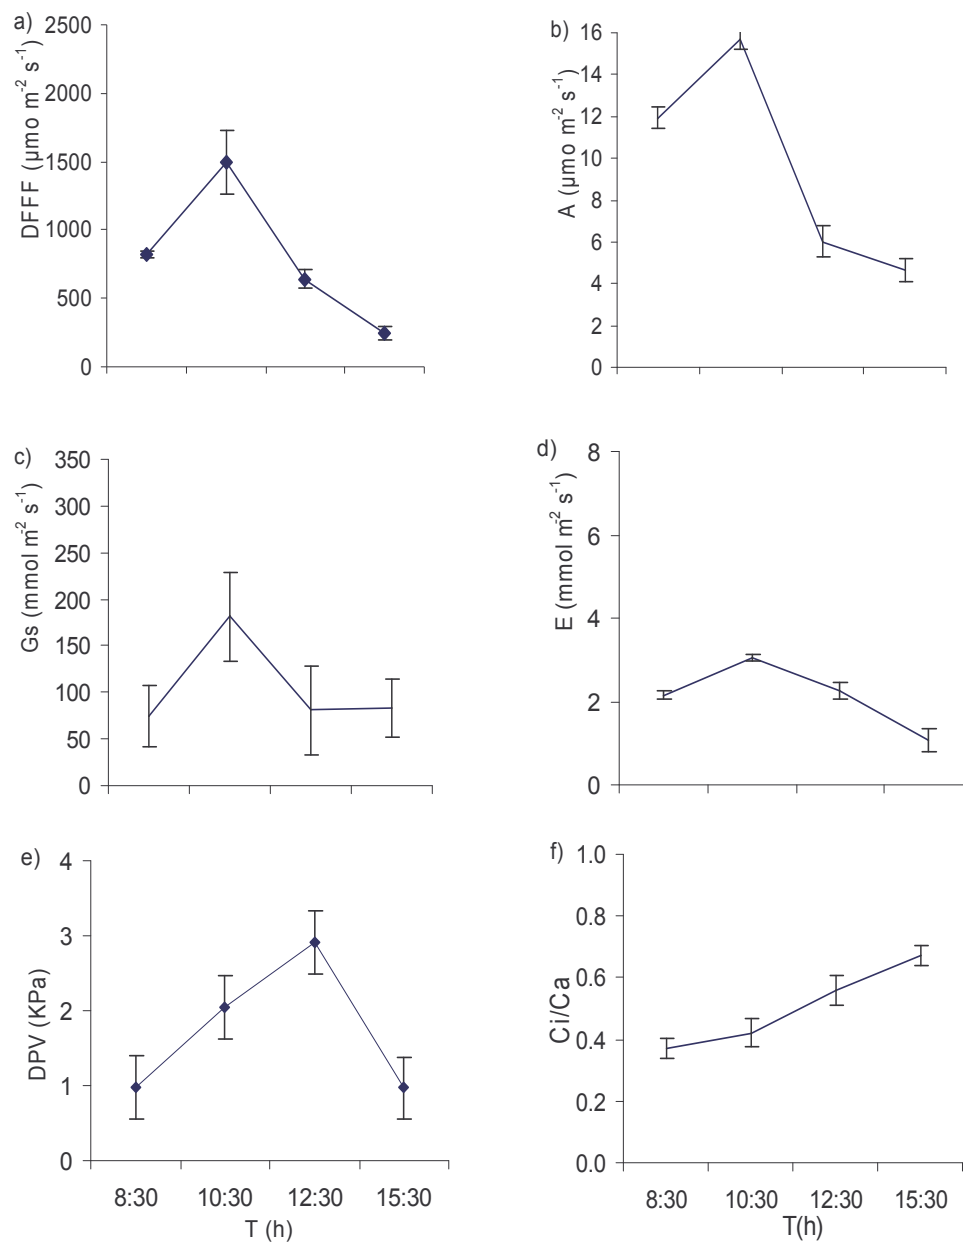 a)
DFFF (µmo m-2 s-1)
2500
2000
1500
1000
500
0
b)
A (µmo m-2 s-1)
16
14
12
10
8
6
4
2
0
c)
Gs (mmol m-2 s-1)
350
300
250
200
150
100
50
0
d)
E (mmol m-2 s-1)
8
6
4
2
0
e)
DPV (KPa)
4
3
2
1
0
8:30 10:30 12:30 15:30
T (h)
f)
Ci/Ca
1.0
0.8
0.6
0.4
0.2
0.0
8:30 10:30 12:30 15:30
T(h)